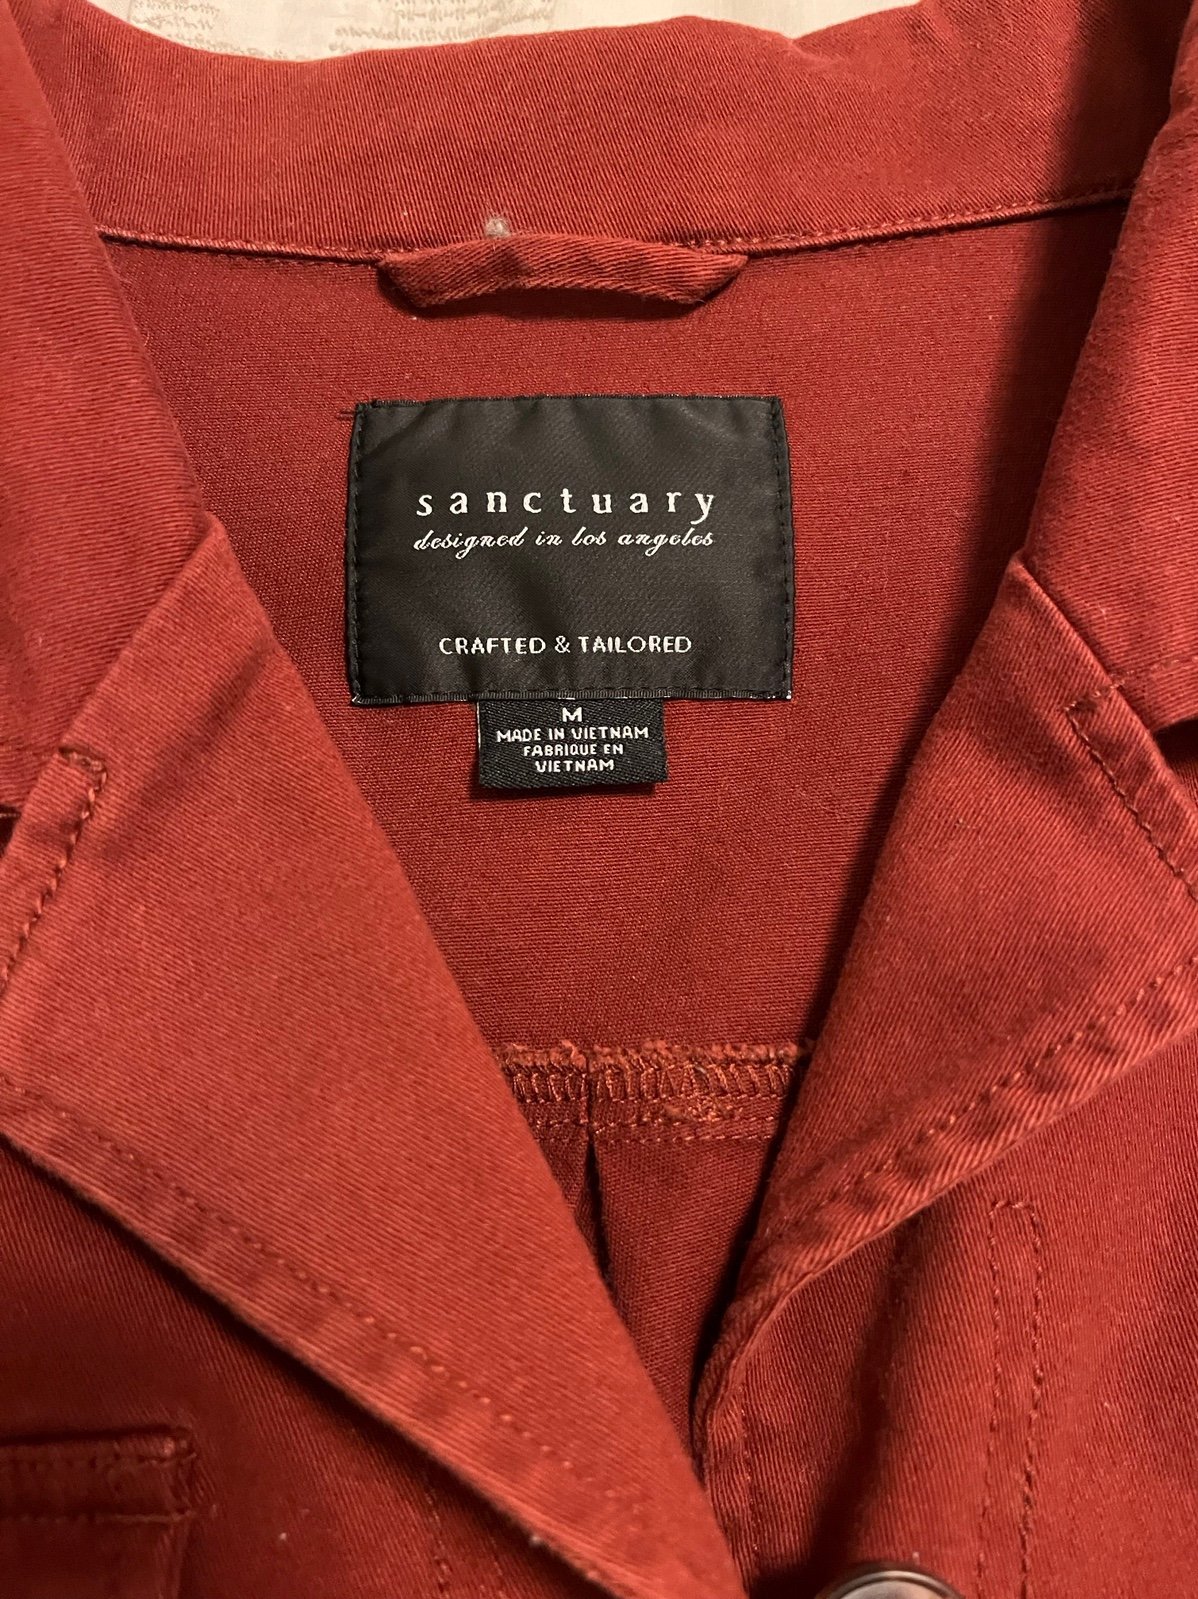 sanctuary
designed in los angeles
CRAFTED & TAILORED
M
MADE IN VIETNAM
FABRIQUE EN
VIETNAM